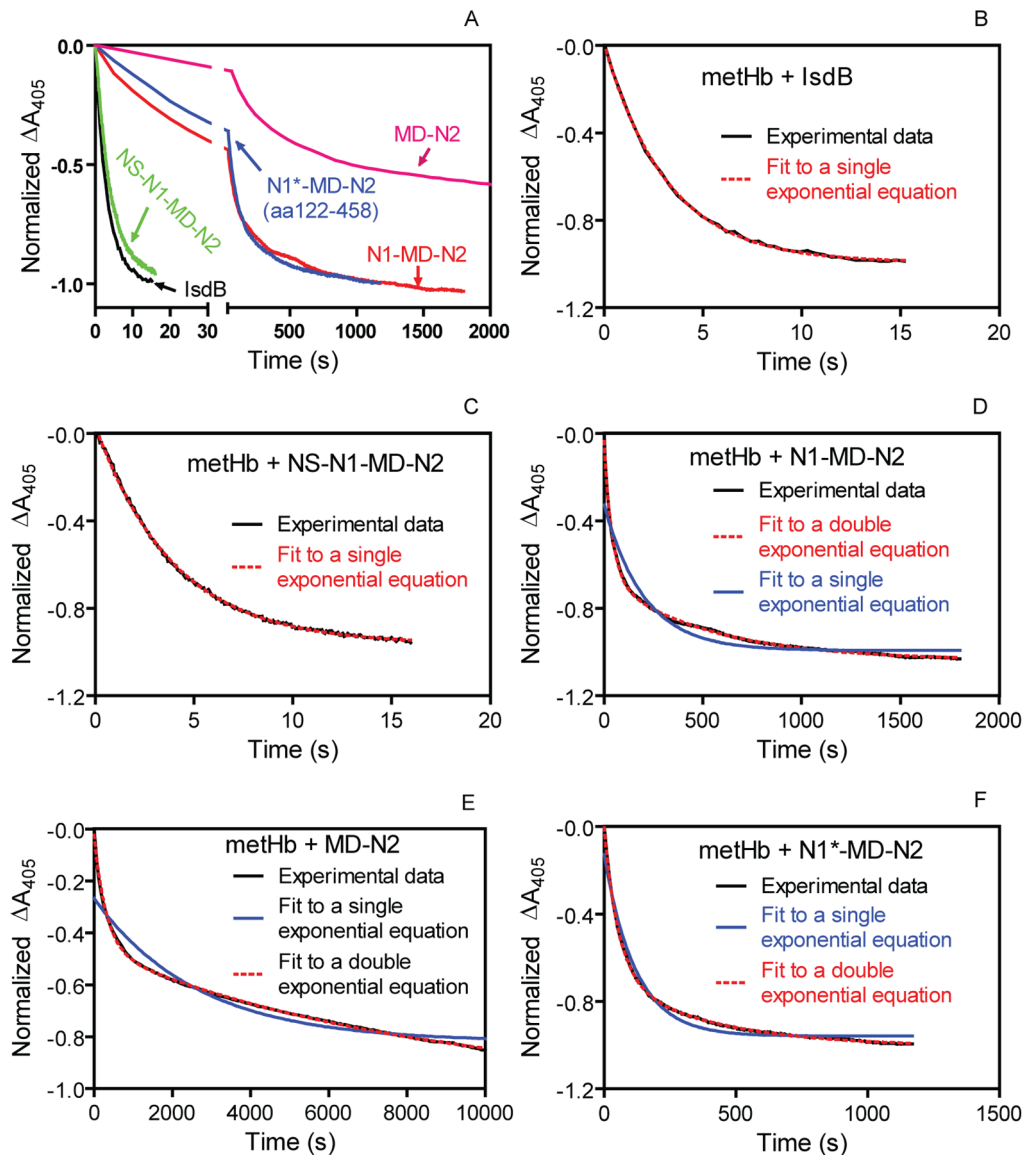 A
Normalized ΔA405
0.0
-0.5
-1.0
0 10 20 30 500 1000 1500 2000
Time (s)
NS-N1-MD-N2
IsdB
N1*-MD-N2
(aa122-458)
MD-N2
N1-MD-N2
B
metHb + IsdB
Experimental data
Fit to a single
exponential equation
Normalized ΔA405
-0.0
-0.4
-0.8
-1.2
0 5 10 15 20
Time (s)
C
metHb + NS-N1-MD-N2
Experimental data
Fit to a single
exponential equation
Normalized ΔA405
-0.0
-0.4
-0.8
-1.2
0 5 10 15 20
Time (s)
D
metHb + N1-MD-N2
Experimental data
Fit to a double
exponential equation
Fit to a single
exponential equation
Normalized ΔA405
-0.0
-0.4
-0.8
-1.2
0 500 1000 1500 2000
Time (s)
E
metHb + MD-N2
Experimental data
Fit to a single
exponential equation
Fit to a double
exponential equation
Normalized ΔA405
-0.0
-0.2
-0.4
-0.6
-0.8
-1.0
0 2000 4000 6000 8000 10000
Time (s)
F
metHb + N1*-MD-N2
Experimental data
Fit to a single
exponential equation
Fit to a double
exponential equation
Normalized ΔA405
-0.0
-0.4
-0.8
-1.2
0 500 1000 1500
Time (s)